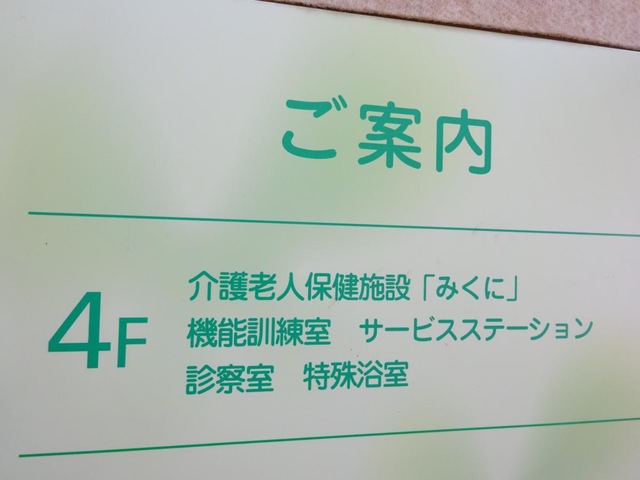 ご案内
4F
介護老人保健施設「みくに」
機能訓練室　サービスステーション
診察室　特殊浴室